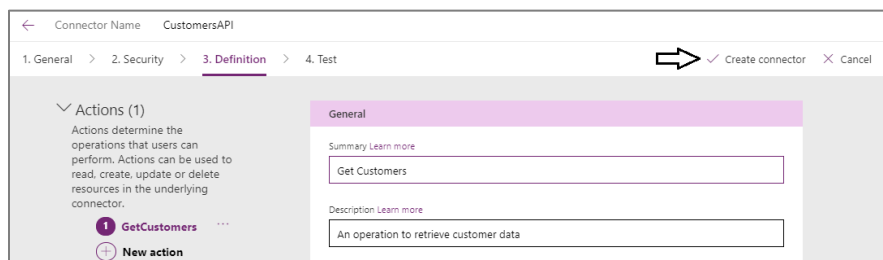 ← Connector Name CustomersAPI
1. General > 2. Security > 3. Definition > 4. Test ✓ Create connector × Cancel
Actions (1)
Actions determine the
operations that users can
perform. Actions can be used to
read, create, update or delete
resources in the underlying
connector.
1 GetCustomers ...
+ New action
General
Summary Learn more
Get Customers
Description Learn more
An operation to retrieve customer data